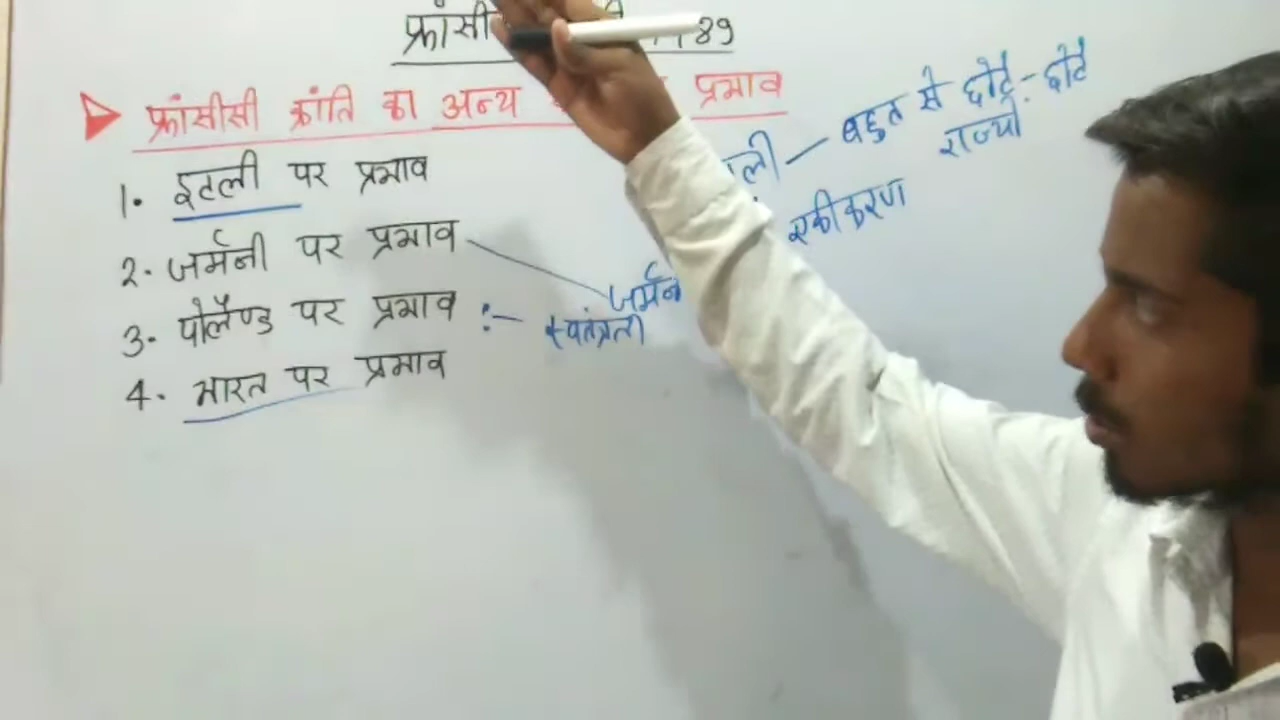 फ्रांसी 89
फ्रांसीसी क्रांति का अन्य प्रभाव
1. इटली पर प्रभाव
2. जर्मनी पर प्रभाव
3. पोलैण्ड पर प्रभाव :-
4. भारत पर प्रभाव
ली — बहुत से छोटे-छोटे
राज्यो
एकीकरण
जर्मन
स्वतंत्रता